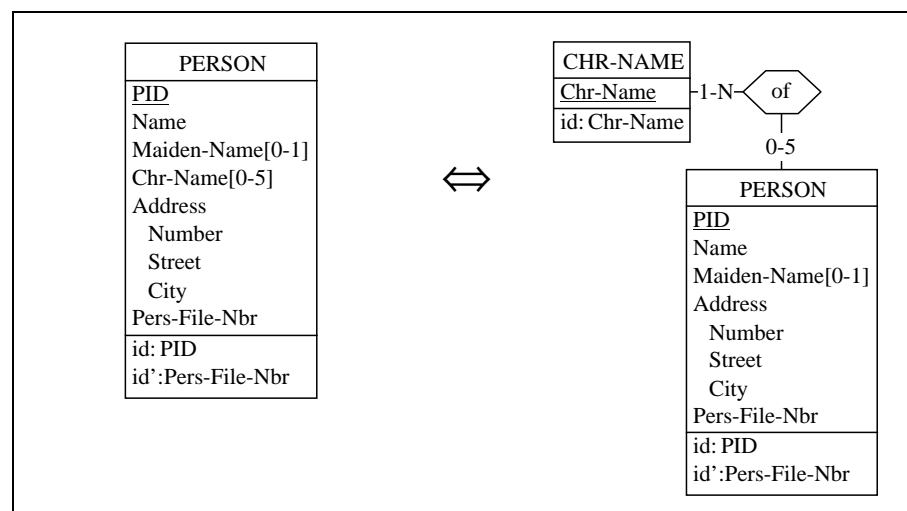 PERSON
PID
Name
Maiden-Name[0-1]
Chr-Name[0-5]
Address
Number
Street
City
Pers-File-Nbr
id: PID
id’:Pers-File-Nbr
⇔
CHR-NAME
Chr-Name
id: Chr-Name
1-N
of
0-5
PERSON
PID
Name
Maiden-Name[0-1]
Address
Number
Street
City
Pers-File-Nbr
id: PID
id’:Pers-File-Nbr